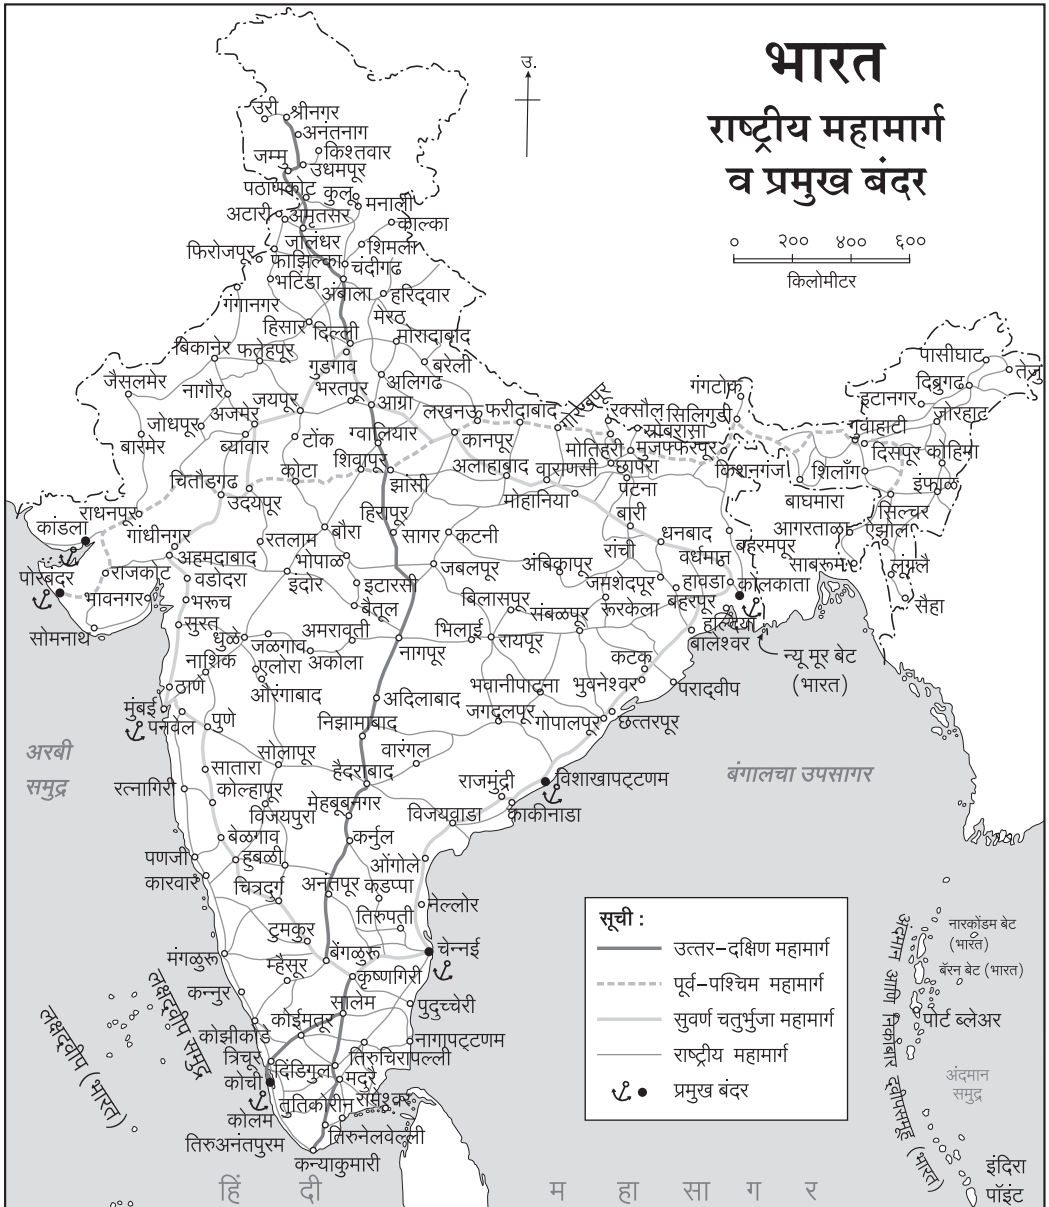 भारत
राष्ट्रीय महामार्ग
व प्रमुख बंदर
उ.
० २०० ४०० ६००
किलोमीटर
उरी
श्रीनगर
अनंतनाग
किश्तवार
जम्मू
उधमपूर
पठाणकोट
कुलू
मनाली
अटारी
अमृतसर
काल्का
जालंधर
शिमला
फिरोजपूर
फाझिल्का
चंदीगढ
भटिंडा
अंबाला
हरिद्वार
गंगानगर
मेरठ
हिसार
दिल्ली
मोरादाबाद
बिकानेर
फतेहपूर
गुडगाव
बरेली
पासीघाट
तेजु
जैसलमेर
नागौर
जयपूर
भरतपूर
अलिगढ
गंगटोक
दिब्रुगढ
इटानगर
आग्रा
लखनऊ
फरीदाबाद
गोरखपूर
रक्सौल
सिलिगुडी
जोरहाट
जोधपूर
अजमेर
गुवाहाटी
बारमेर
ब्यावार
टोंक
ग्वालियार
कानपूर
मोतिहरी
मुजफ्फरपूर
दिसपूर
कोहिमा
चितौडगढ
कोटा
शिवापूर
अलाहाबाद
वाराणसी
छापरा
किशनगंज
शिलाँग
उदयपूर
झांसी
मोहानिया
पटना
बाघमारा
इंफाळ
राधनपूर
हिरापूर
बारी
सिल्चर
कांडला
गांधीनगर
बौरा
सागर
कटनी
धनबाद
आगरताळा
ऐझोल
रतलाम
रांची
बहरमपूर
अहमदाबाद
भोपाळ
वर्धमान
साबरूम
पोरबंदर
राजकोट
वडोदरा
इंदोर
इटारसी
जबलपूर
अंबिकापूर
जमशेदपूर
हावडा
कोलकाता
लुंगलै
भावनगर
भरूच
बैतूल
बिलासपूर
संबळपूर
रूरकेला
बहरपूर
सैहा
सोमनाथ
सुरत
धुळे
जळगाव
अमरावती
भिलाई
रायपूर
हल्दिया
बालेश्वर
नाशिक
एलोरा
अकोला
नागपूर
कटक
न्यू मूर बेट
(भारत)
ठाणे
औरंगाबाद
अदिलाबाद
भवानीपाटना
भुवनेश्वर
पराद्वीप
मुंबई
पनवेल
पुणे
निझामाबाद
जगदलपूर
गोपालपूर
छत्तरपूर
अरबी
समुद्र
सोलापूर
वारंगल
सातारा
हैदराबाद
राजमुंद्री
विशाखापट्टणम
बंगालचा उपसागर
रत्नागिरी
कोल्हापूर
विजयपुरा
मेहबूबनगर
विजयवाडा
काकीनाडा
बेळगाव
कर्नुल
पणजी
हुबळी
ओंगोले
कारवार
चित्रदुर्ग
अनंतपूर
कडप्पा
नेल्लोर
तिरुपती
टुमकुर
मंगळुरू
बेंगळुरू
चेन्नई
म्हैसूर
कृष्णगिरी
कन्नुर
सालेम
पुदुच्चेरी
कोईमतूर
कोझीकोडे
नागापट्टणम
त्रिचूर
तिरुचिरापल्ली
कोची
दिंडिगुल
मदुरै
कोलम
तुतिकोरीन
रामेश्वर
तिरुअनंतपुरम
तिरुनेलवेल्ली
कन्याकुमारी
लक्षद्वीप समुद्र
लक्षद्वीप (भारत)
सूची :
उत्तर–दक्षिण महामार्ग
पूर्व–पश्चिम महामार्ग
सुवर्ण चतुर्भुजा महामार्ग
राष्ट्रीय महामार्ग
प्रमुख बंदर
नारकोंडम बेट
(भारत)
बॅरन बेट (भारत)
पोर्ट ब्लेअर
अंदमान आणि निकोबार द्वीपसमूह (भारत)
अंदमान
समुद्र
इंदिरा
पॉइंट
हिं दी म हा सा ग र